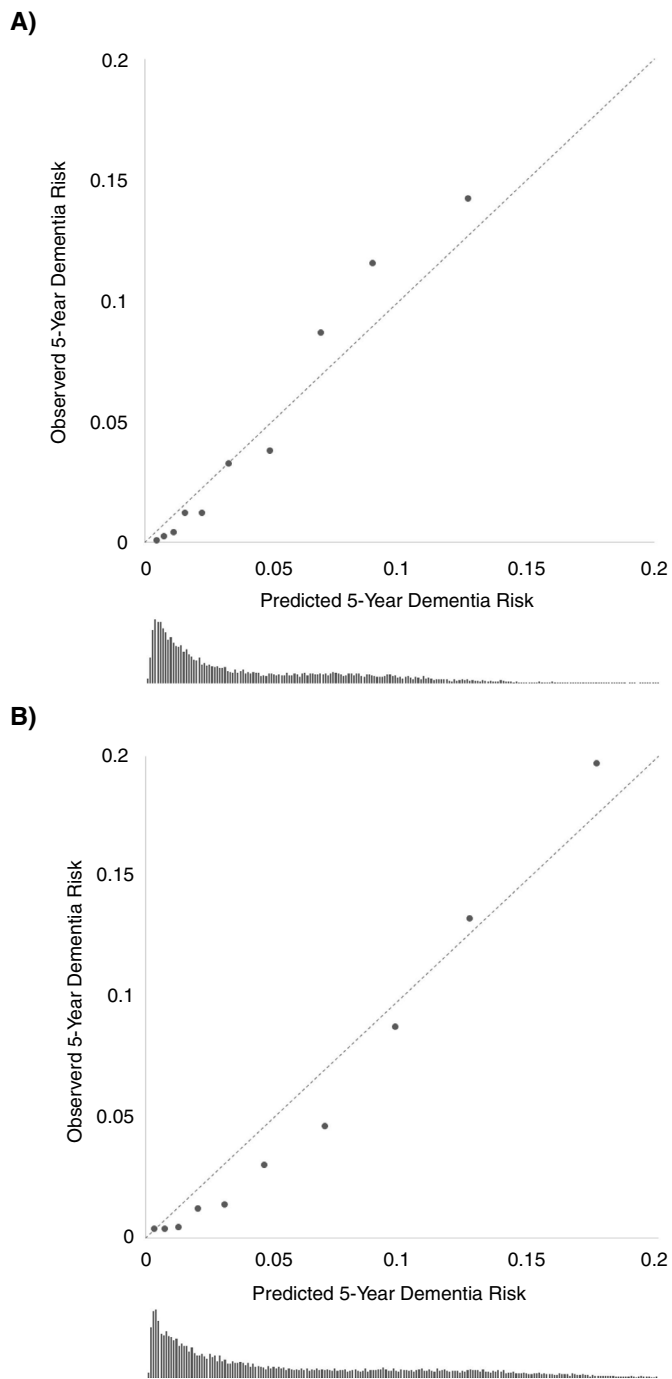 A)
0.2
0.15
0.1
0.05
0
Observerd 5-Year Dementia Risk
0 0.05 0.1 0.15 0.2
Predicted 5-Year Dementia Risk
B)
0.2
0.15
0.1
0.05
0
Observerd 5-Year Dementia Risk
0 0.05 0.1 0.15 0.2
Predicted 5-Year Dementia Risk